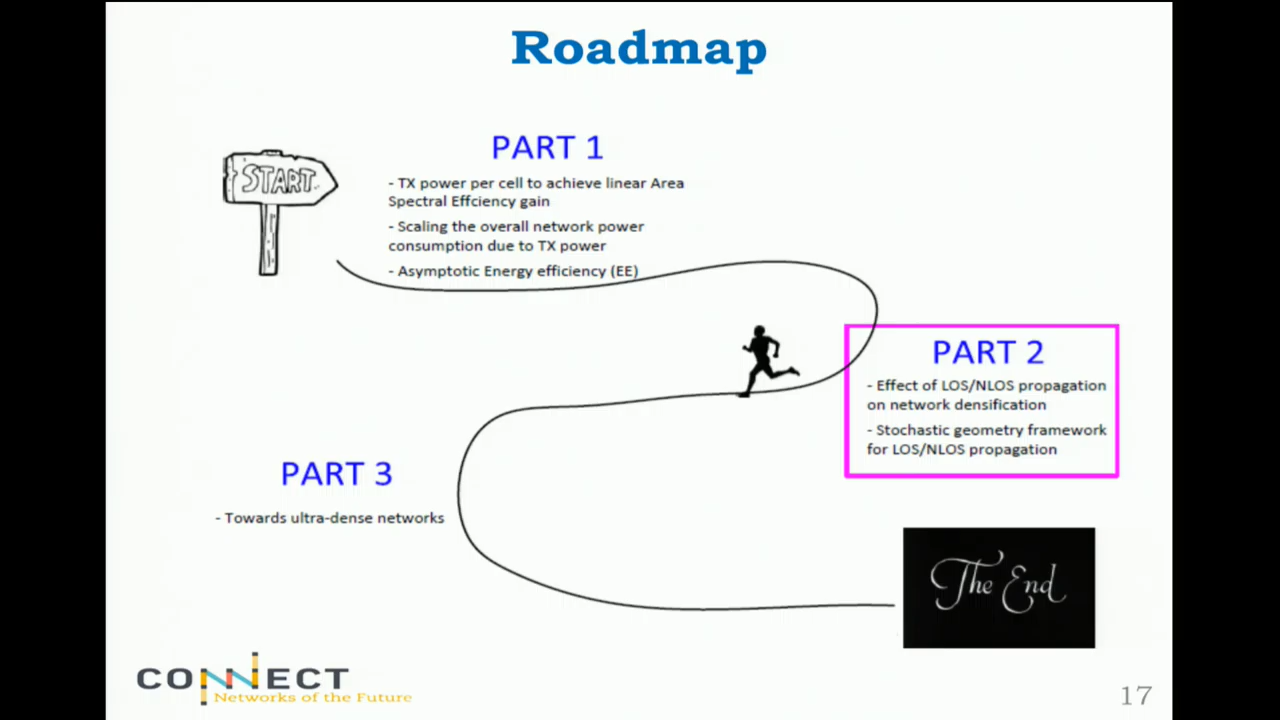 Roadmap
START
PART 1
- TX power per cell to achieve linear Area
Spectral Effciency gain
- Scaling the overall network power
consumption due to TX power
- Asymptotic Energy efficiency (EE)
PART 2
- Effect of LOS/NLOS propagation
on network densification
- Stochastic geometry framework
for LOS/NLOS propagation
PART 3
- Towards ultra-dense networks
The End
CONNECT
Networks of the Future
17